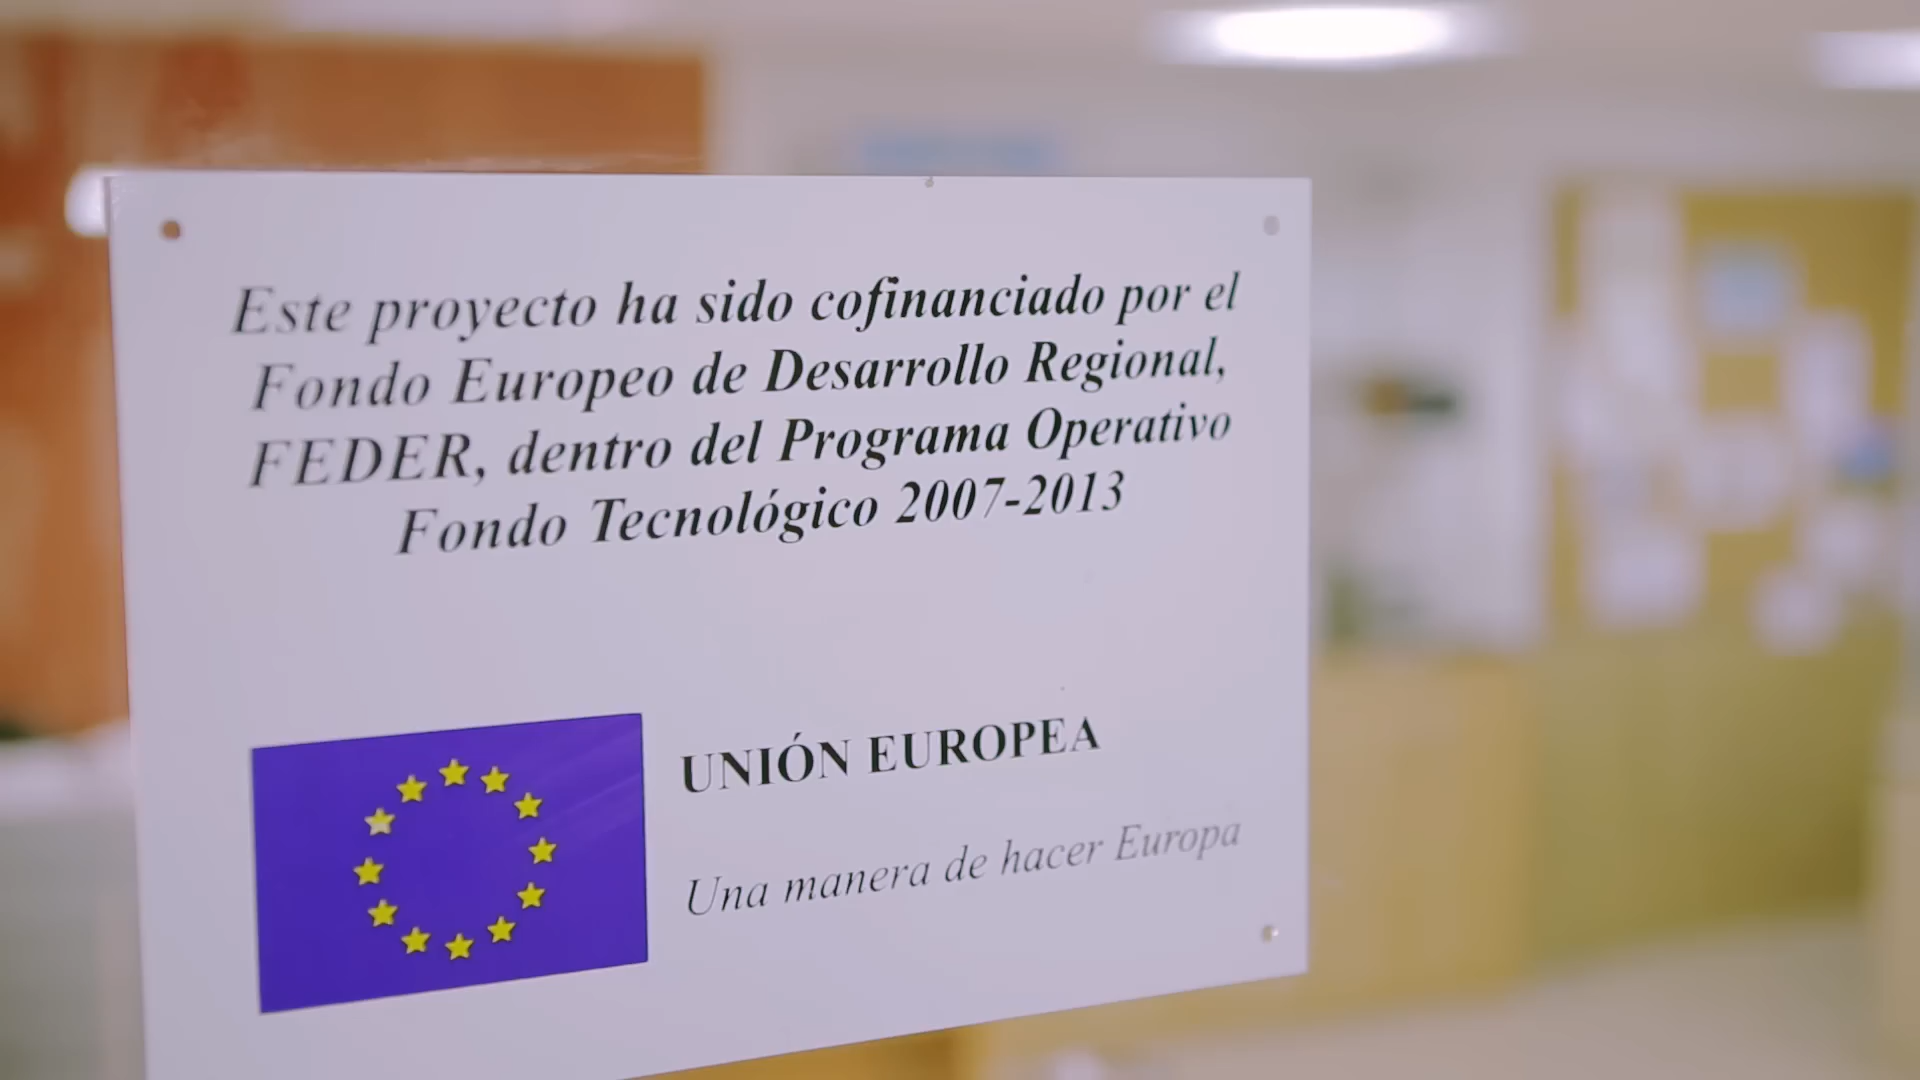 Este proyecto ha sido cofinanciado por el
Fondo Europeo de Desarrollo Regional,
FEDER, dentro del Programa Operativo
Fondo Tecnológico 2007-2013
UNIÓN EUROPEA
Una manera de hacer Europa